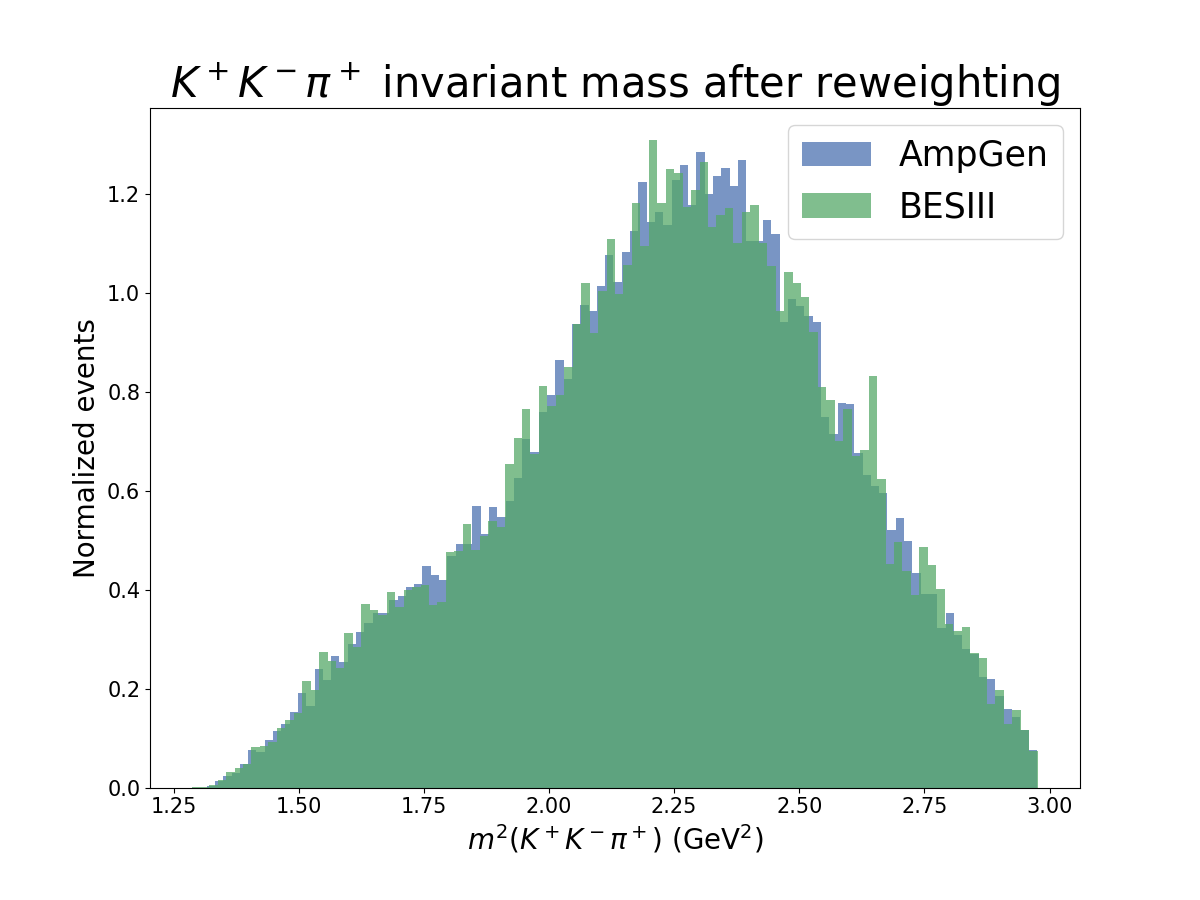 K⁺K⁻π⁺ invariant mass after reweighting
AmpGen
BESIII
Normalized events
1.2
1.0
0.8
0.6
0.4
0.2
0.0
1.25 1.50 1.75 2.00 2.25 2.50 2.75 3.00
m²(K⁺K⁻π⁺) (GeV²)